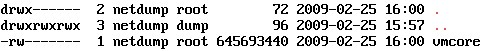 drwx------ 2 netdump root 72 2009-02-25 16:00 .
drwxrwxrwx 3 netdump dump 96 2009-02-25 15:57 ..
-rw------- 1 netdump root 645693440 2009-02-25 16:00 vmcore